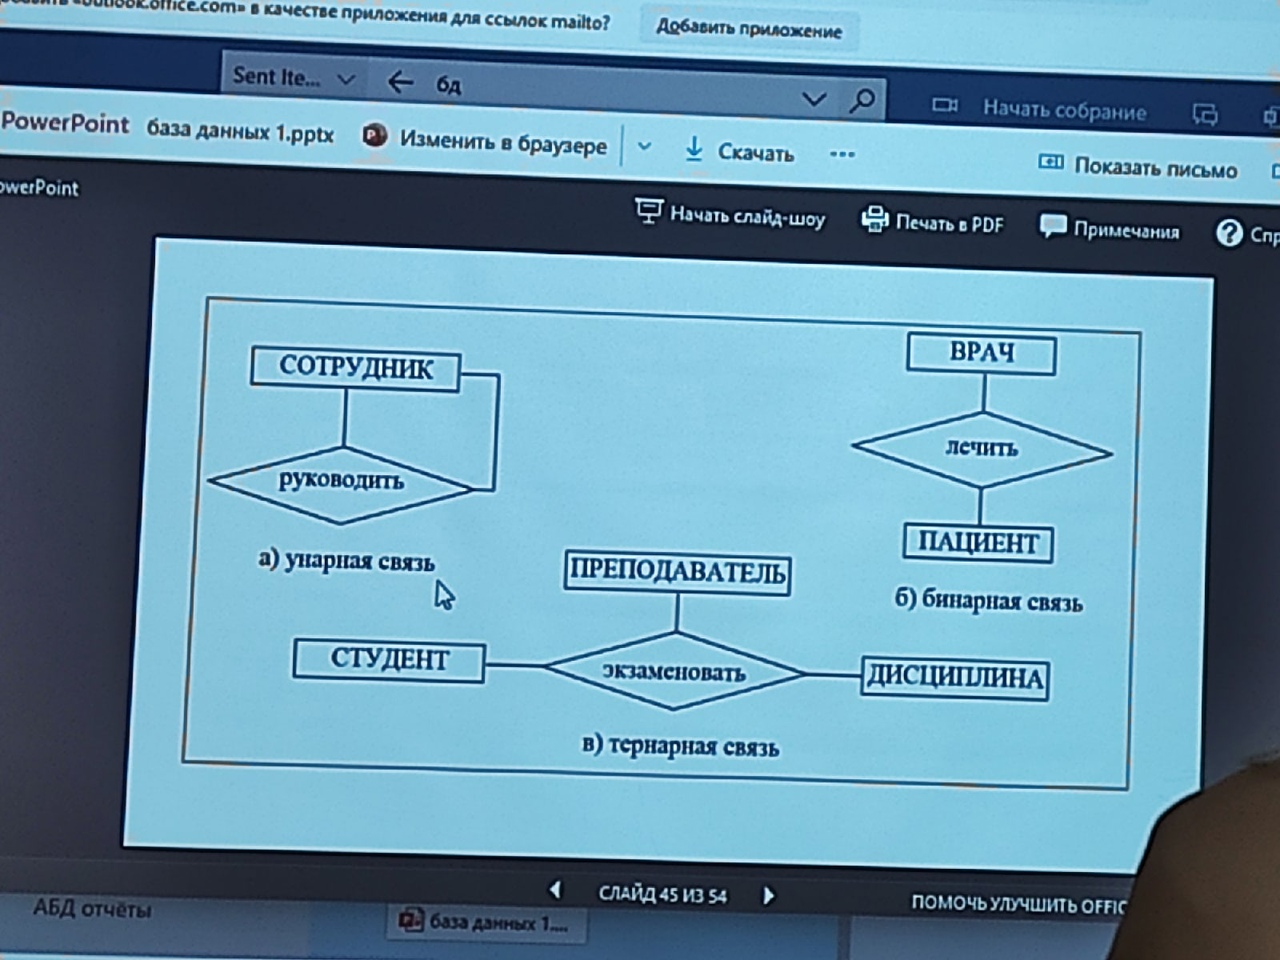 office.com» в качестве приложения для ссылок mailto?
Добавить приложение
Sent Ite...
бд
Начать собрание
PowerPoint
база данных 1.pptx
Изменить в браузере
Скачать
...
Показать письмо
Начать слайд-шоу
Печать в PDF
Примечания
СОТРУДНИК
ВРАЧ
руководить
лечить
а) унарная связь
ПАЦИЕНТ
ПРЕПОДАВАТЕЛЬ
б) бинарная связь
СТУДЕНТ
экзаменовать
ДИСЦИПЛИНА
в) тернарная связь
СЛАЙД 45 ИЗ 54
ПОМОЧЬ УЛУЧШИТЬ OFFIC
АБД отчёты
база данных 1....